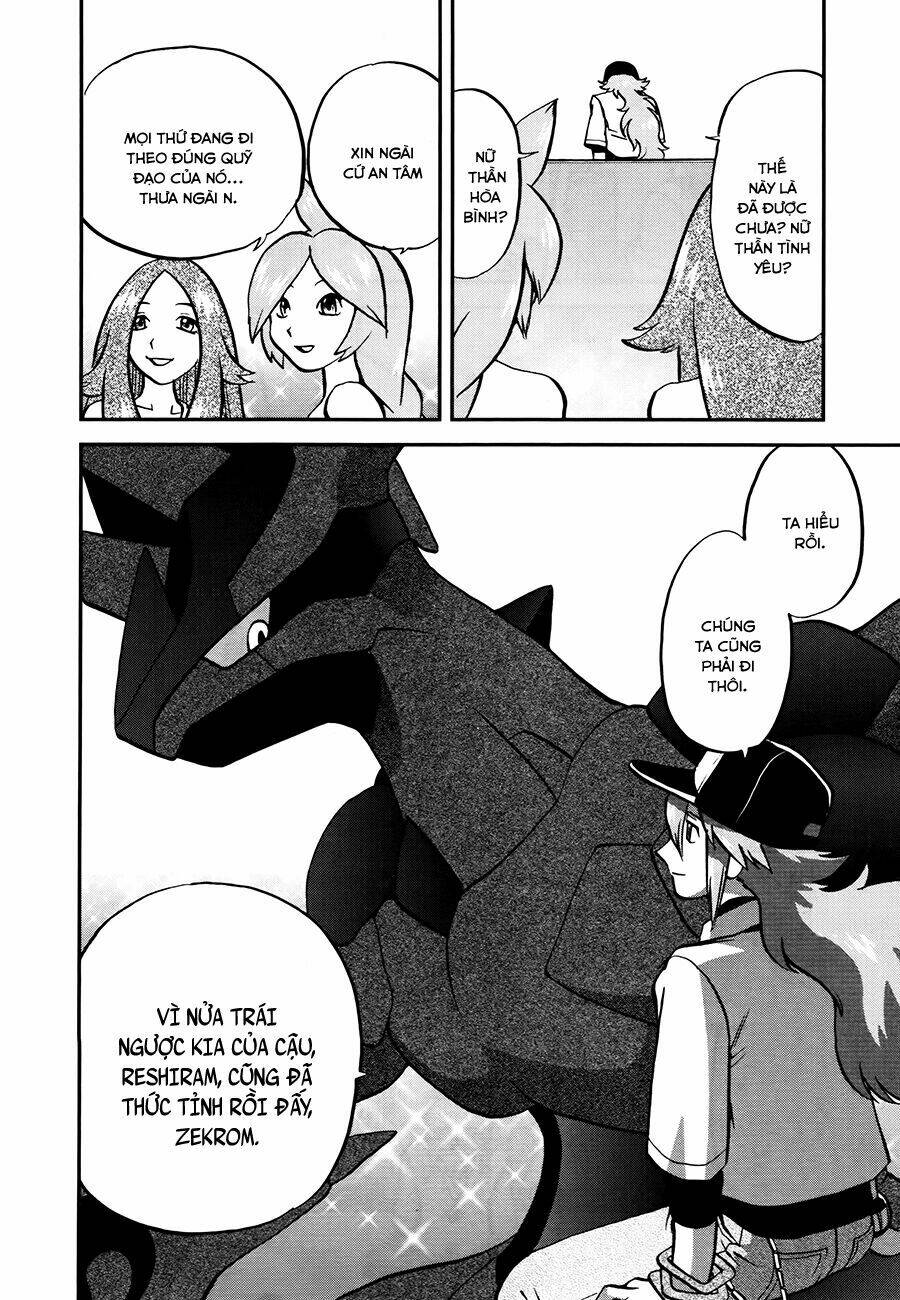 THẾ
NÀY LÀ
ĐÃ ĐƯỢC
CHƯA? NỮ
THẦN TÌNH
YÊU?
NỮ
THẦN
HÒA
BÌNH?
XIN NGÀI
CỨ AN TÂM
MỌI THỨ ĐANG ĐI
THEO ĐÚNG QUỸ
ĐẠO CỦA NÓ...
THƯA NGÀI N.
TA HIỂU
RỒI.
CHÚNG
TA CŨNG
PHẢI ĐI
THÔI.
VÌ NỬA TRÁI
NGƯỢC KIA CỦA CẬU,
RESHIRAM, CŨNG ĐÃ
THỨC TỈNH RỒI ĐẤY,
ZEKROM.